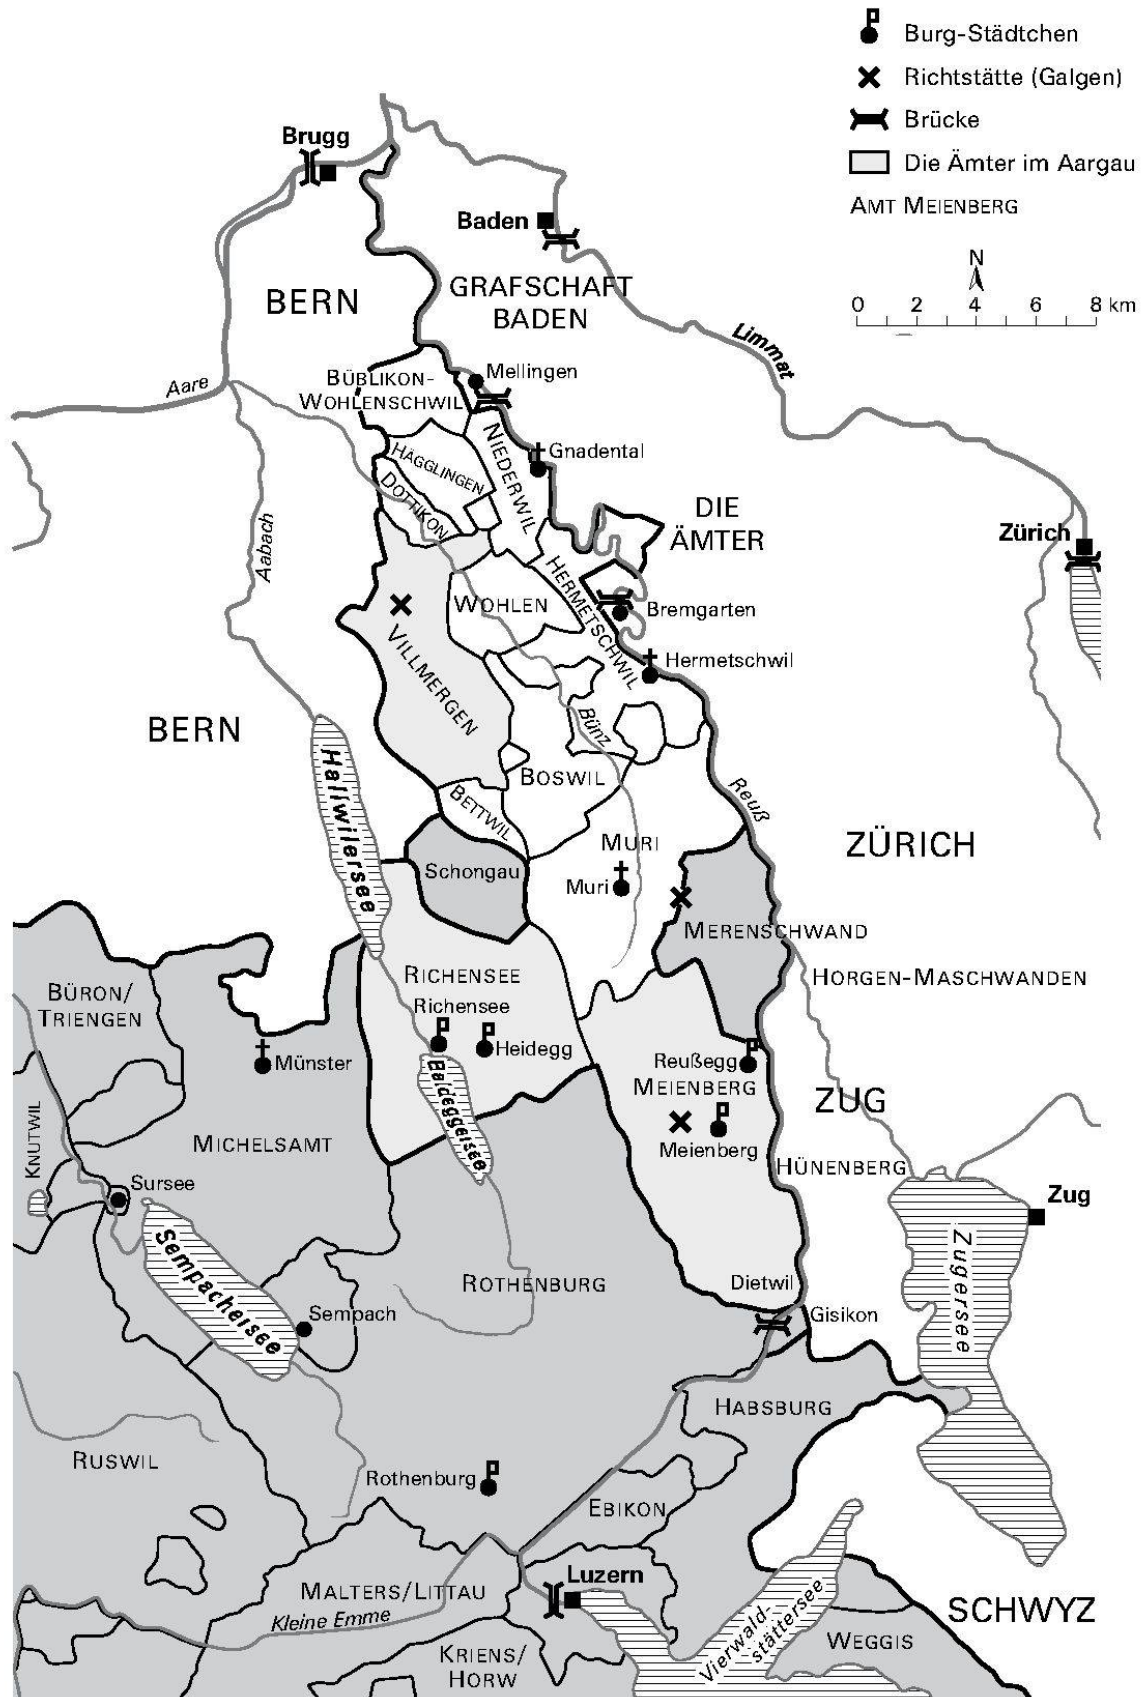 Burg-Städtchen
Richtstätte (Galgen)
Brücke
Die Ämter im Aargau
AMT MEIENBERG
N
0 2 4 6 8 km
Brugg
Baden
BERN
GRAFSCHAFT
BADEN
Limmat
Aare
Mellingen
BÜBLIKON-
WOHLENSCHWIL
NIEDERWIL
Gnadental
HÄGGLINGEN
DOTTIKON
DIE
ÄMTER
Zürich
Aabach
HERMETSCHWIL
WOHLEN
Bremgarten
VILLMERGEN
Hermetschwil
BERN
Bünz
Hallwilersee
BOSWIL
BETTWIL
Reuß
MURI
ZÜRICH
Schongau
Muri
MERENSCHWAND
RICHENSEE
HORGEN-MASCHWANDEN
BÜRON/
TRIENGEN
Richensee
Heidegg
Münster
Baldeggersee
Reußegg
MEIENBERG
ZUG
KNUTWIL
MICHELSAMT
Meienberg
HÜNENBERG
Sursee
Zug
Sempachersee
Zugersee
ROTHENBURG
Dietwil
Sempach
Gisikon
HABSBURG
RUSWIL
Rothenburg
EBIKON
Luzern
MALTERS/LITTAU
Kleine Emme
Vierwald-
stättersee
SCHWYZ
WEGGIS
KRIENS/
HORW